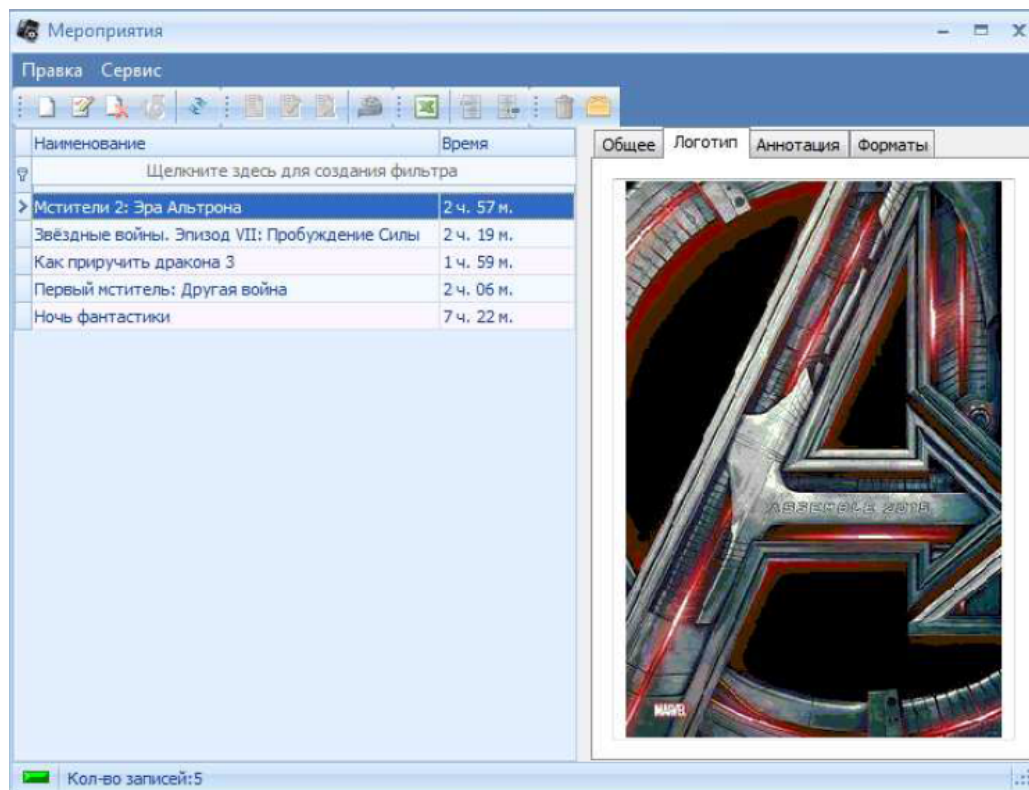 Мероприятия
Правка Сервис
Наименование Время
Щелкните здесь для создания фильтра
Мстители 2: Эра Альтрона 2 ч. 57 м.
Звёздные войны. Эпизод VII: Пробуждение Силы 2 ч. 19 м.
Как приручить дракона 3 1 ч. 59 м.
Первый мститель: Другая война 2 ч. 06 м.
Ночь фантастики 7 ч. 22 м.
Общее Логотип Аннотация Форматы
ASSEMBLE 2015
MARVEL
Кол-во записей:5